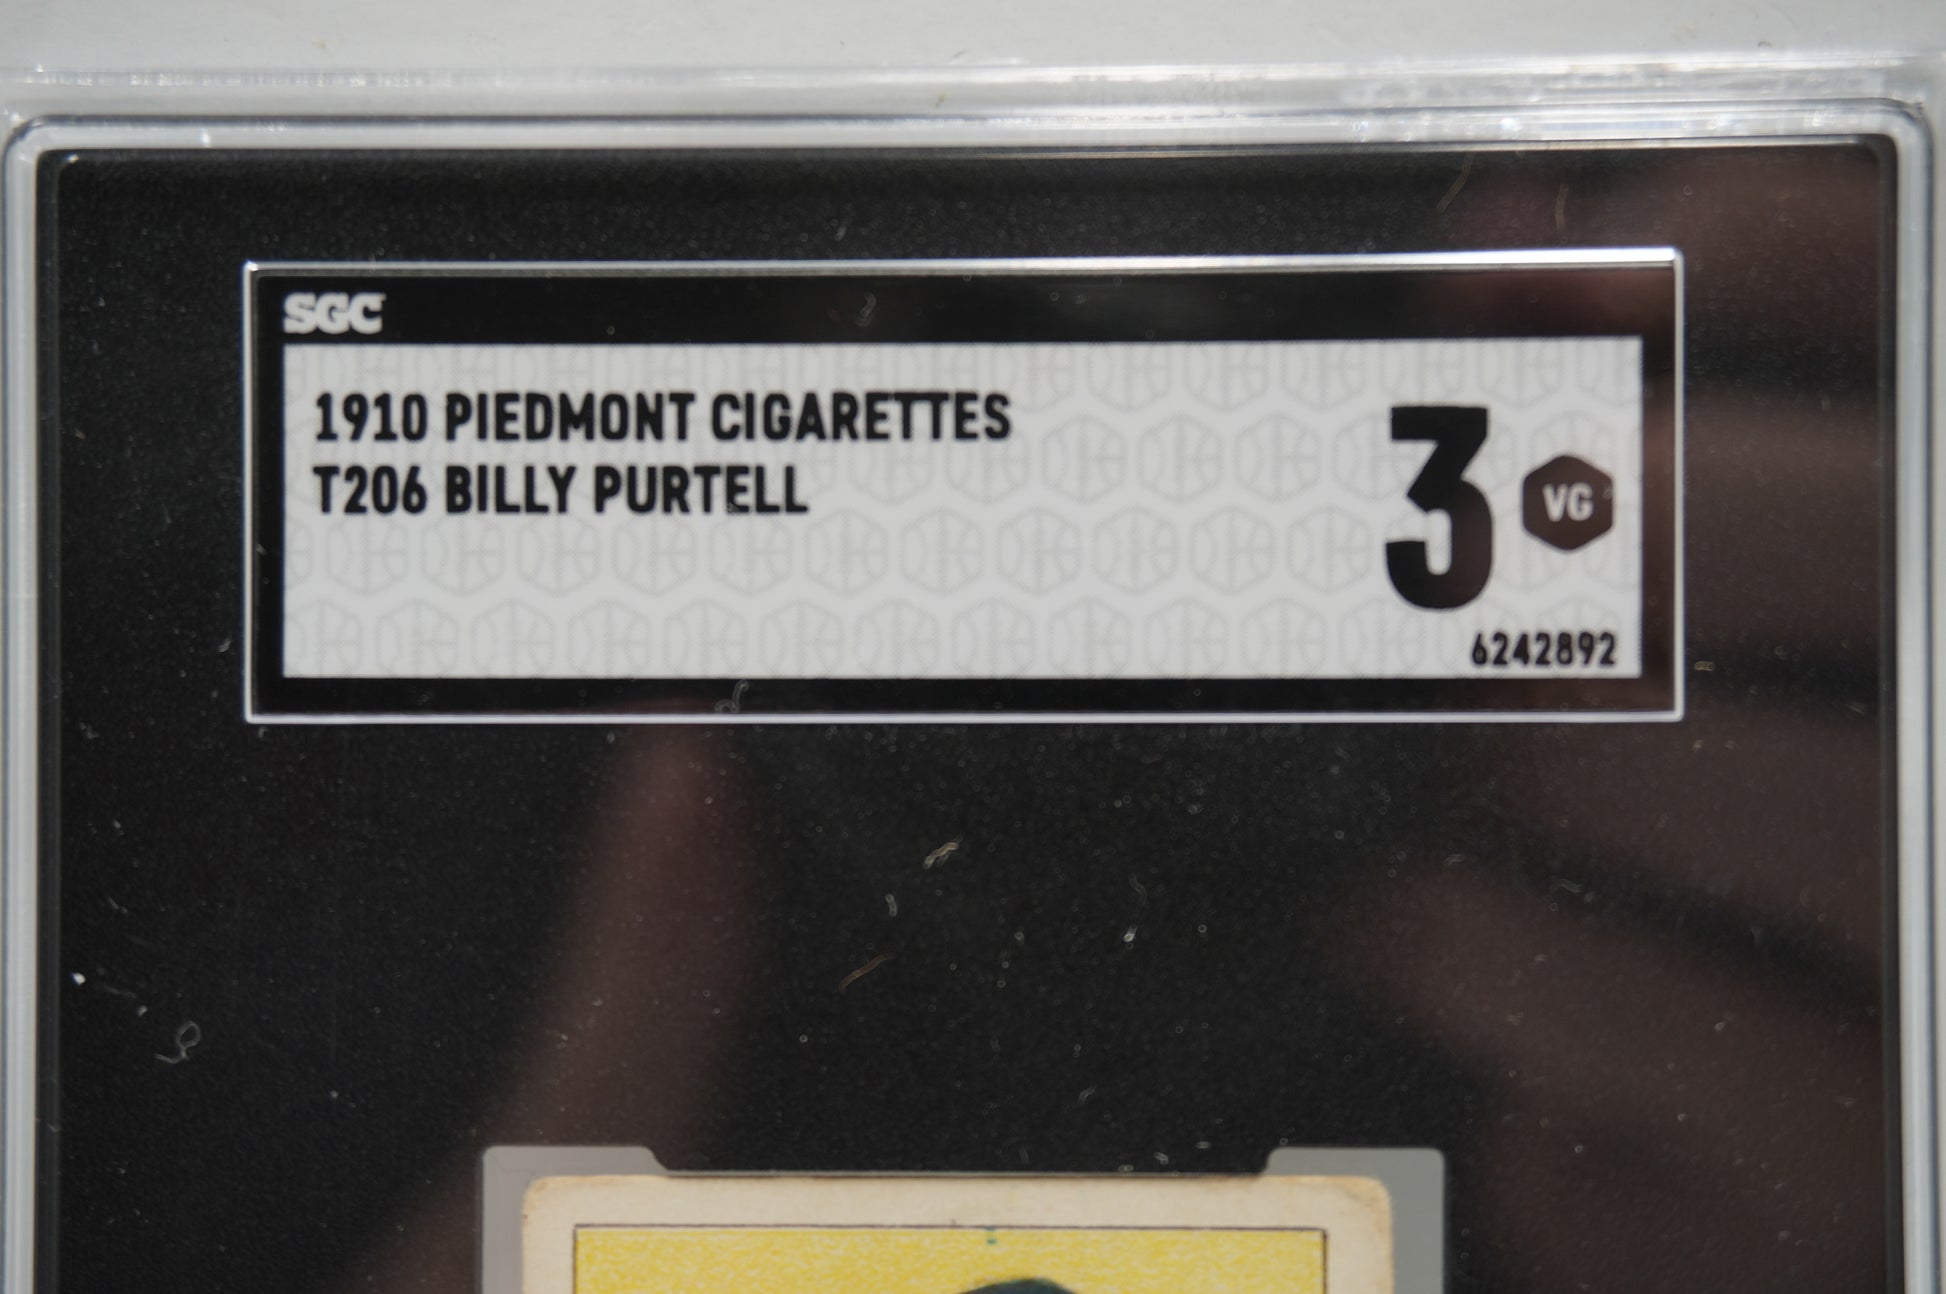 SGC
1910 PIEDMONT CIGARETTES
T206 BILLY PURTELL
3 VG
6242892